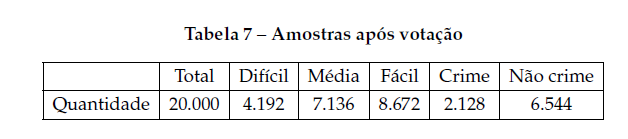 Tabela 7 – Amostras após votação
Total Difícil Média Fácil Crime Não crime
Quantidade 20.000 4.192 7.136 8.672 2.128 6.544